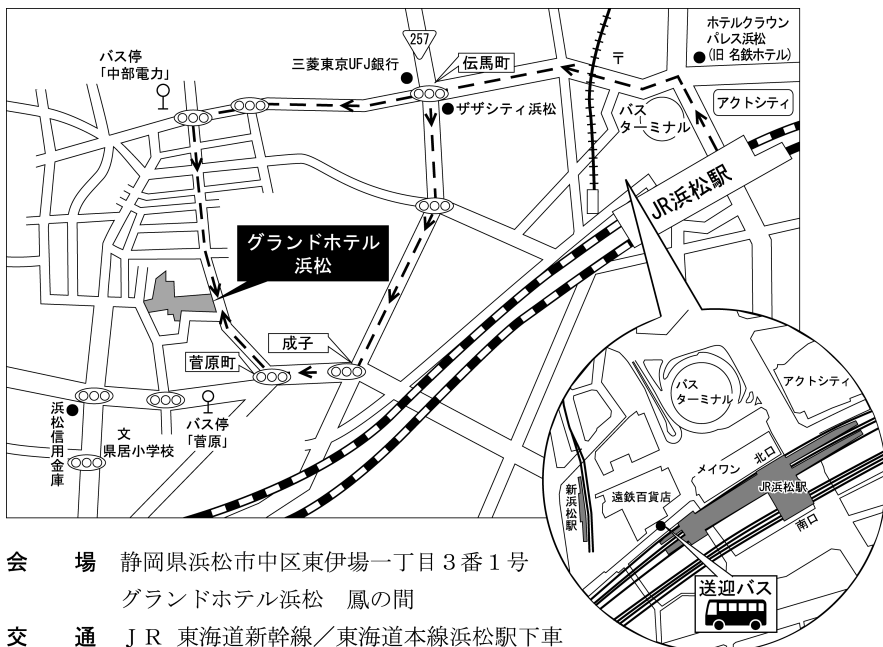 ホテルクラウン
パレス浜松
(旧 名鉄ホテル)
257
バス停
「中部電力」
三菱東京UFJ銀行
伝馬町
〒
ザザシティ浜松
バス
ターミナル
アクトシティ
JR浜松駅
グランドホテル
浜松
成子
菅原町
浜松信用金庫
文
県居小学校
バス停
「菅原」
バス
ターミナル
アクトシティ
北口
メイワン
JR浜松駅
遠鉄百貨店
新浜松駅
南口
送迎バス
会　場　静岡県浜松市中区東伊場一丁目3番1号
グランドホテル浜松　鳳の間
交　通　JR 東海道新幹線／東海道本線浜松駅下車